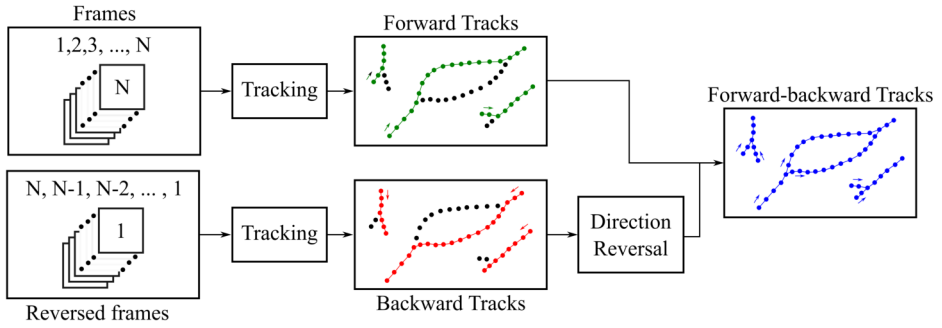 Frames
1,2,3, ..., N
N
Tracking
Forward Tracks
Forward-backward Tracks
N, N-1, N-2, ... , 1
1
Tracking
Direction
Reversal
Reversed frames
Backward Tracks